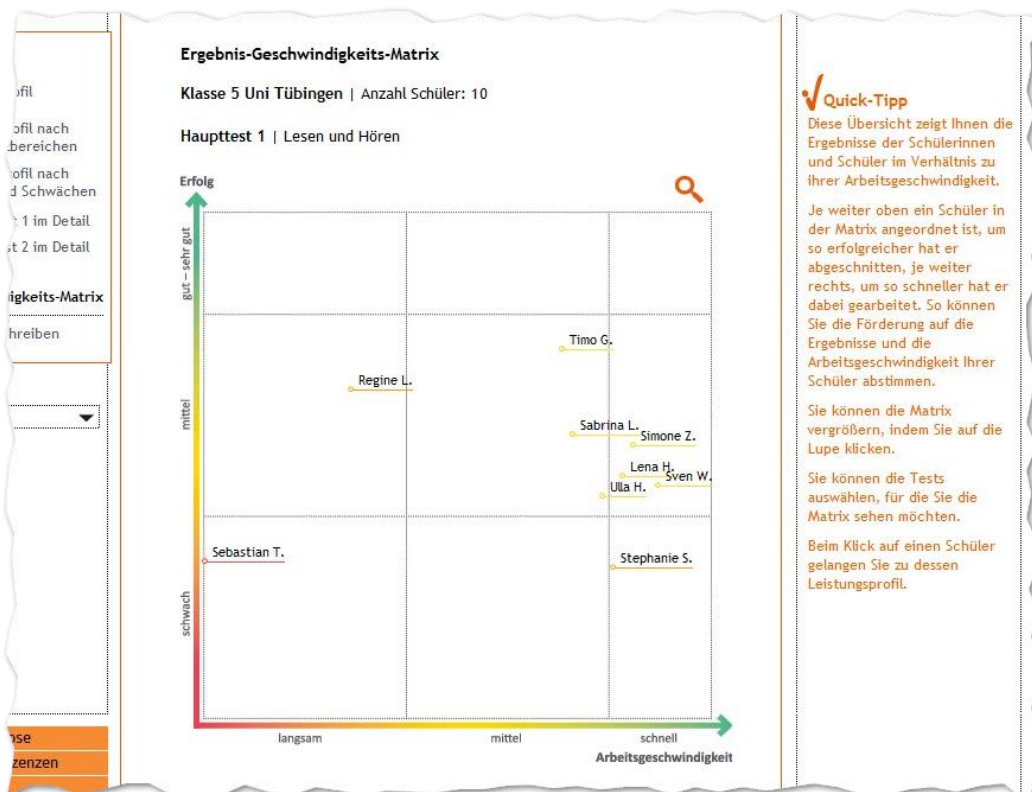 ofil
ofil nach
bereichen
ofil nach
d Schwächen
t 1 im Detail
st 2 im Detail
igkeits-Matrix
hreiben
ose
zenzen
Ergebnis-Geschwindigkeits-Matrix
Klasse 5 Uni Tübingen | Anzahl Schüler: 10
Haupttest 1 | Lesen und Hören
Erfolg
gut – sehr gut
mittel
schwach
Timo G.
Regine L.
Sabrina L.
Simone Z.
Lena H.
Sven W.
Ulla H.
Sebastian T.
Stephanie S.
langsam
mittel
schnell
Arbeitsgeschwindigkeit
Quick-Tipp
Diese Übersicht zeigt Ihnen die
Ergebnisse der Schülerinnen
und Schüler im Verhältnis zu
ihrer Arbeitsgeschwindigkeit.
Je weiter oben ein Schüler in
der Matrix angeordnet ist, um
so erfolgreicher hat er
abgeschnitten, je weiter
rechts, um so schneller hat er
dabei gearbeitet. So können
Sie die Förderung auf die
Ergebnisse und die
Arbeitsgeschwindigkeit Ihrer
Schüler abstimmen.
Sie können die Matrix
vergrößern, indem Sie auf die
Lupe klicken.
Sie können die Tests
auswählen, für die Sie die
Matrix sehen möchten.
Beim Klick auf einen Schüler
gelangen Sie zu dessen
Leistungsprofil.